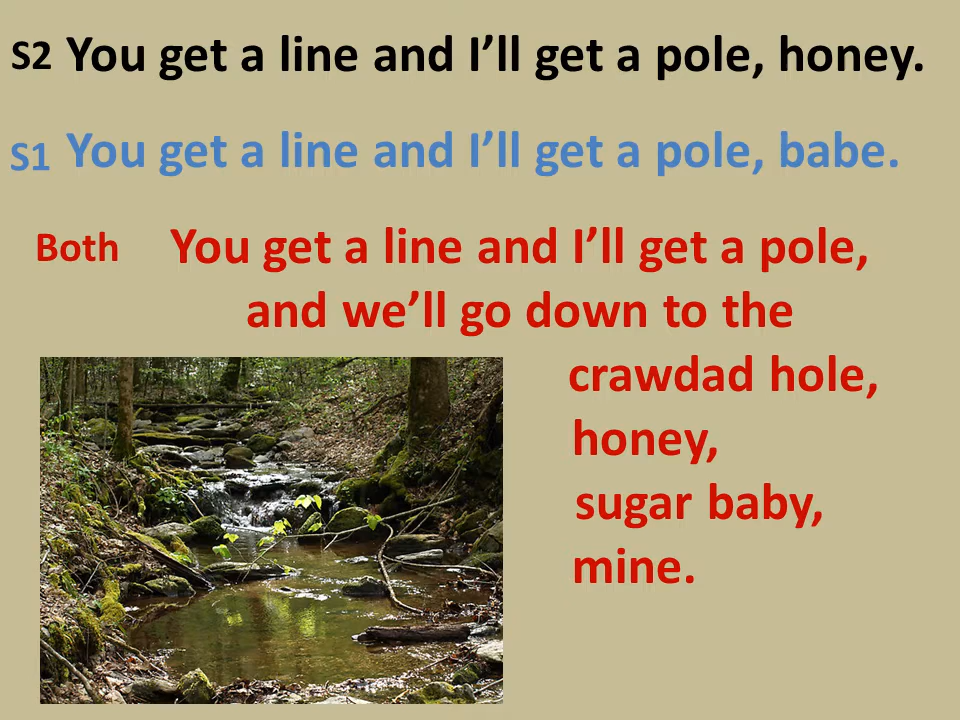 S2 You get a line and I’ll get a pole, honey.
S1 You get a line and I’ll get a pole, babe.
Both You get a line and I’ll get a pole,
and we’ll go down to the
crawdad hole,
honey,
sugar baby,
mine.